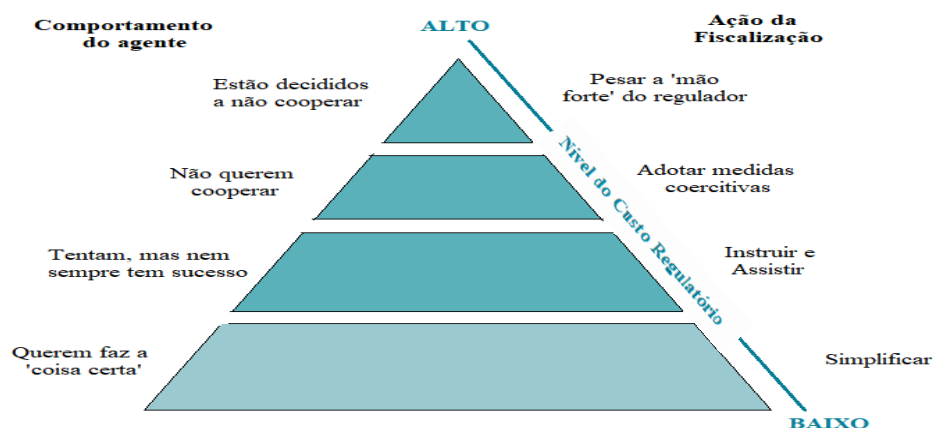 Comportamento
do agente
ALTO
Ação da
Fiscalização
Estão decididos
a não cooperar
Pesar a 'mão
forte' do regulador
Não querem
cooperar
Nível do Custo Regulatório
Adotar medidas
coercitivas
Tentam, mas nem
sempre tem sucesso
Instruir e
Assistir
Querem faz a
'coisa certa'
Simplificar
BAIXO